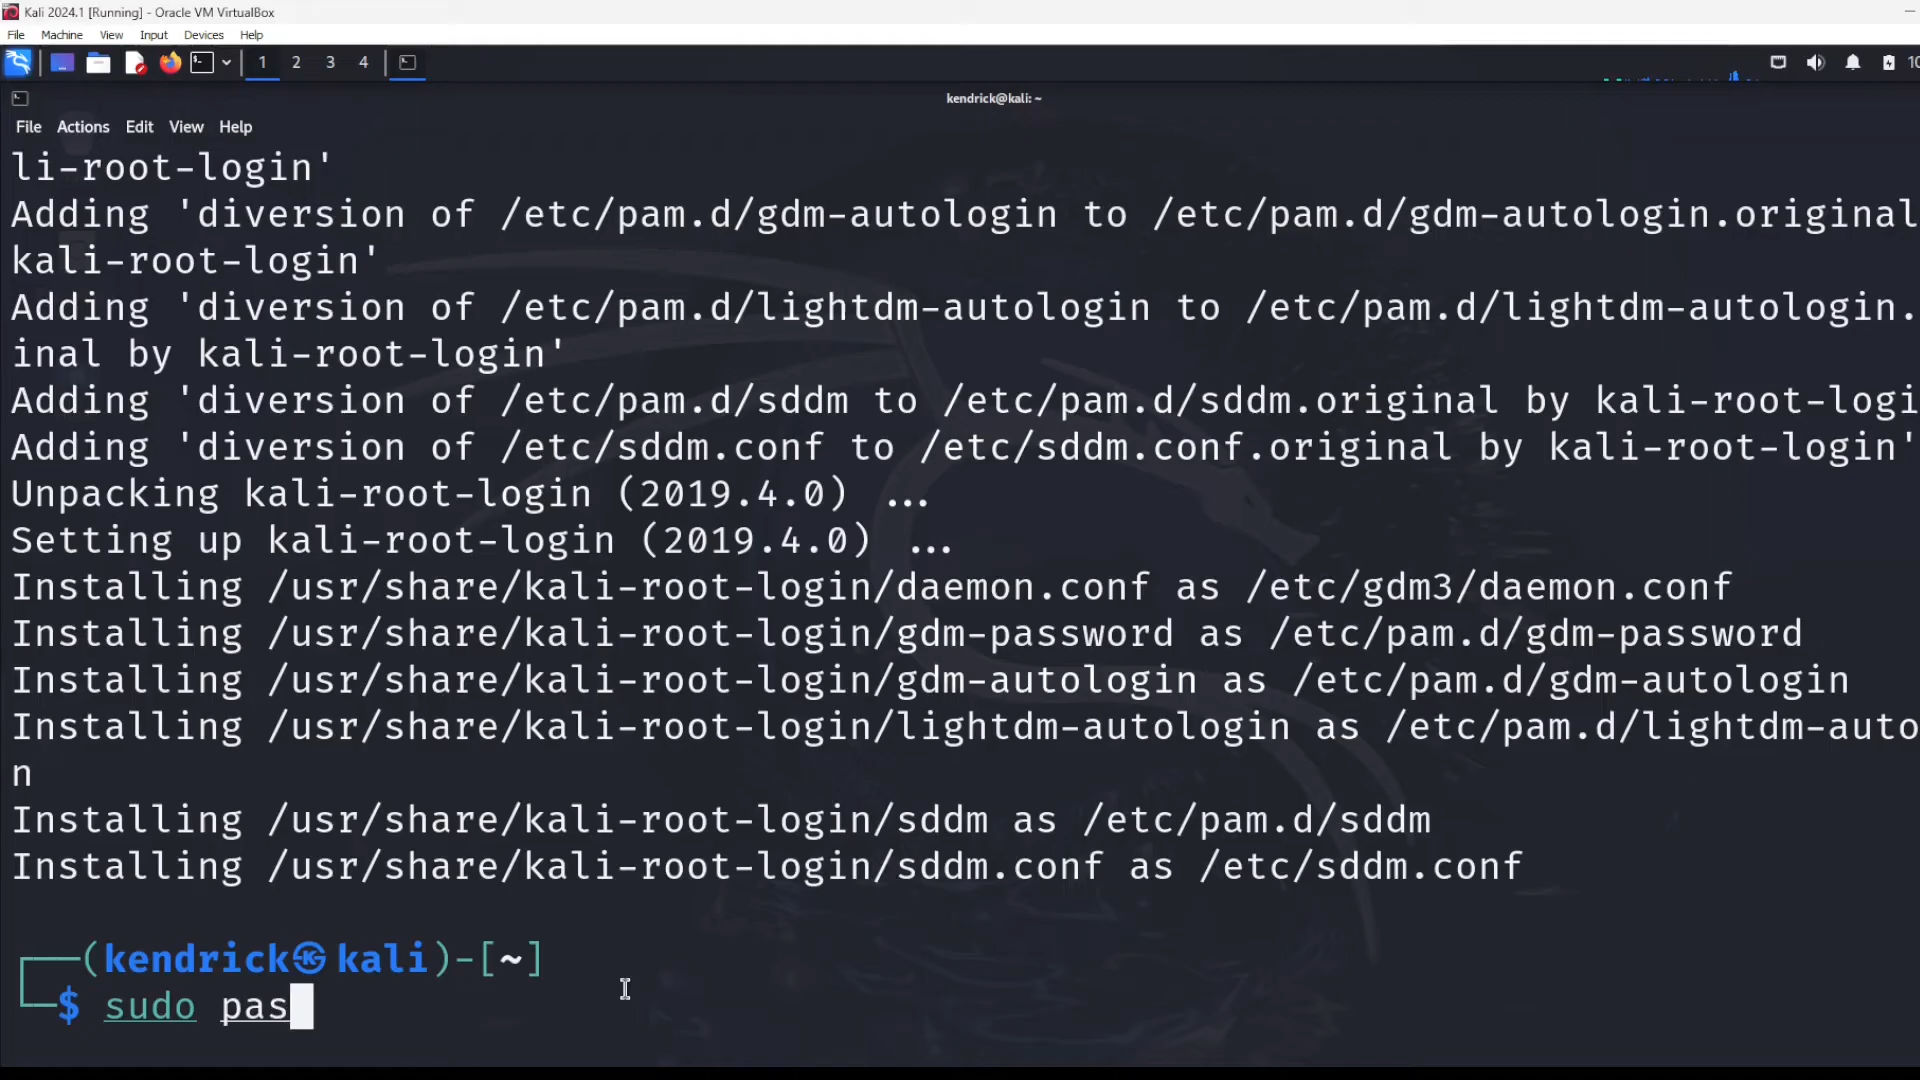 Kali 2024.1 [Running] - Oracle VM VirtualBox
File Machine View Input Devices Help
1 2 3 4
10
kendrick@kali: ~
File Actions Edit View Help
li-root-login'
Adding 'diversion of /etc/pam.d/gdm-autologin to /etc/pam.d/gdm-autologin.original
kali-root-login'
Adding 'diversion of /etc/pam.d/lightdm-autologin to /etc/pam.d/lightdm-autologin.
inal by kali-root-login'
Adding 'diversion of /etc/pam.d/sddm to /etc/pam.d/sddm.original by kali-root-logi
Adding 'diversion of /etc/sddm.conf to /etc/sddm.conf.original by kali-root-login'
Unpacking kali-root-login (2019.4.0) ...
Setting up kali-root-login (2019.4.0) ...
Installing /usr/share/kali-root-login/daemon.conf as /etc/gdm3/daemon.conf
Installing /usr/share/kali-root-login/gdm-password as /etc/pam.d/gdm-password
Installing /usr/share/kali-root-login/gdm-autologin as /etc/pam.d/gdm-autologin
Installing /usr/share/kali-root-login/lightdm-autologin as /etc/pam.d/lightdm-auto
n
Installing /usr/share/kali-root-login/sddm as /etc/pam.d/sddm
Installing /usr/share/kali-root-login/sddm.conf as /etc/sddm.conf
┌──(kendrick㉿kali)-[~]
└─$ sudo pas